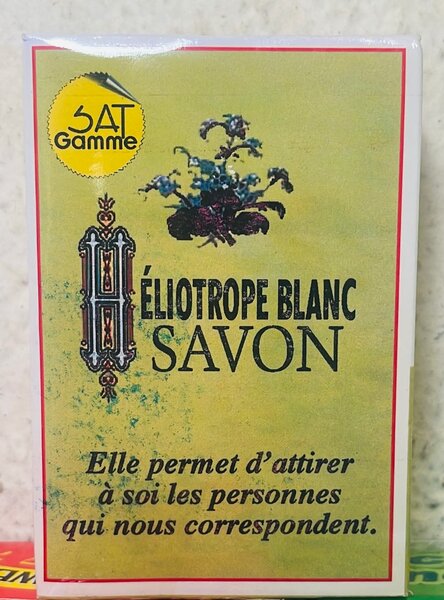 SAT
Gamme
HÉLIOTROPE BLANC
SAVON
Elle permet d'attirer
à soi les personnes
qui nous correspondent.